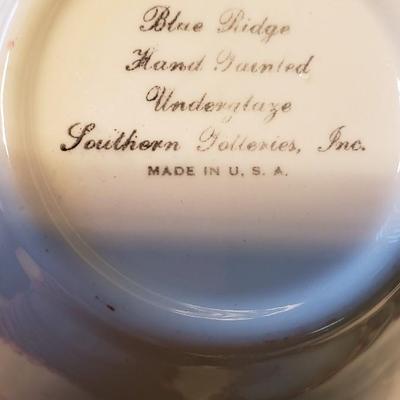 Blue Ridge
Hand Painted
Underglaze
Southern Potteries, Inc.
MADE IN U. S. A.